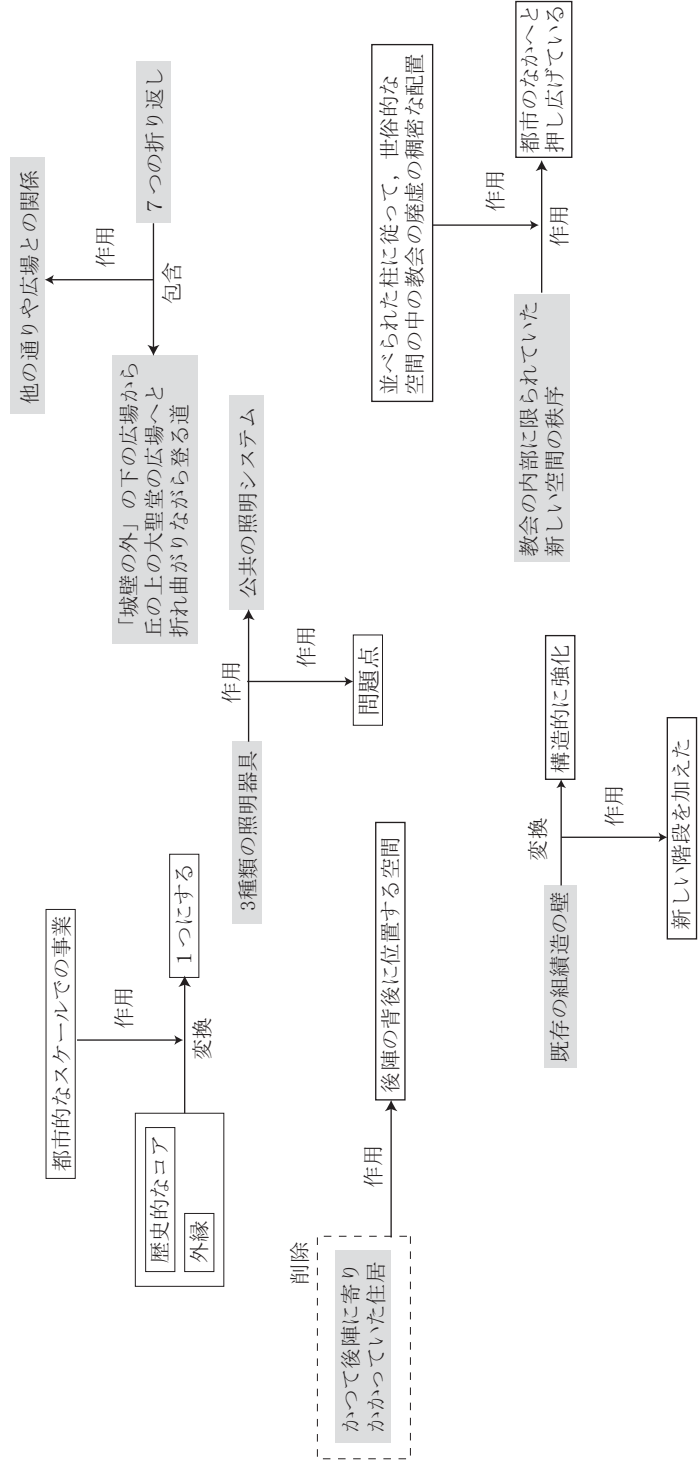 都市的なスケールでの事業
作用
歴史的なコア
外縁
変換
1つにする
3種類の照明器具
作用
公共の照明システム
作用
問題点
他の通りや広場との関係
作用
「城壁の外」の下の広場から
丘の上の大聖堂の広場へと
折れ曲がりながら登る道
包含
7つの折り返し
削除
かつて後陣に寄り
かかっていた住居
作用
後陣の背後に位置する空間
既存の組積造の壁
変換
構造的に強化
作用
新しい階段を加えた
並べられた柱に従って，世俗的な
空間の中の教会の廃虚の稠密な配置
作用
教会の内部に限られていた
新しい空間の秩序
作用
都市のなかへと
押し広げている